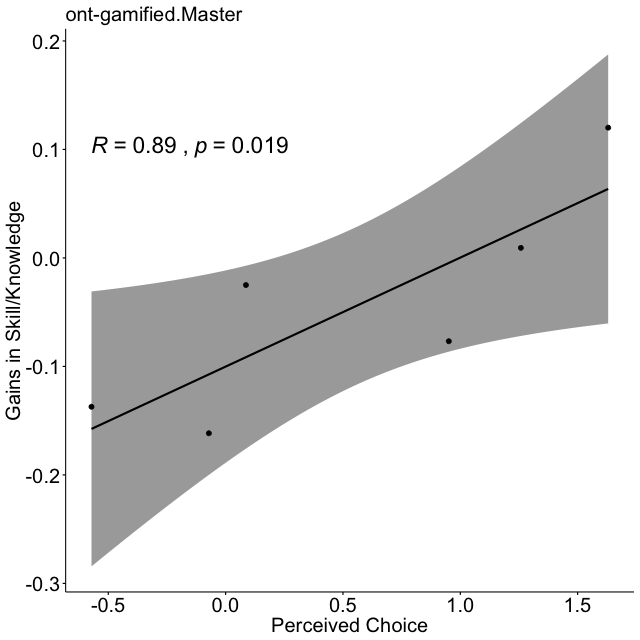 ont-gamified.Master
0.2
0.1
0.0
-0.1
-0.2
-0.3
R = 0.89 , p = 0.019
Gains in Skill/Knowledge
-0.5 0.0 0.5 1.0 1.5
Perceived Choice